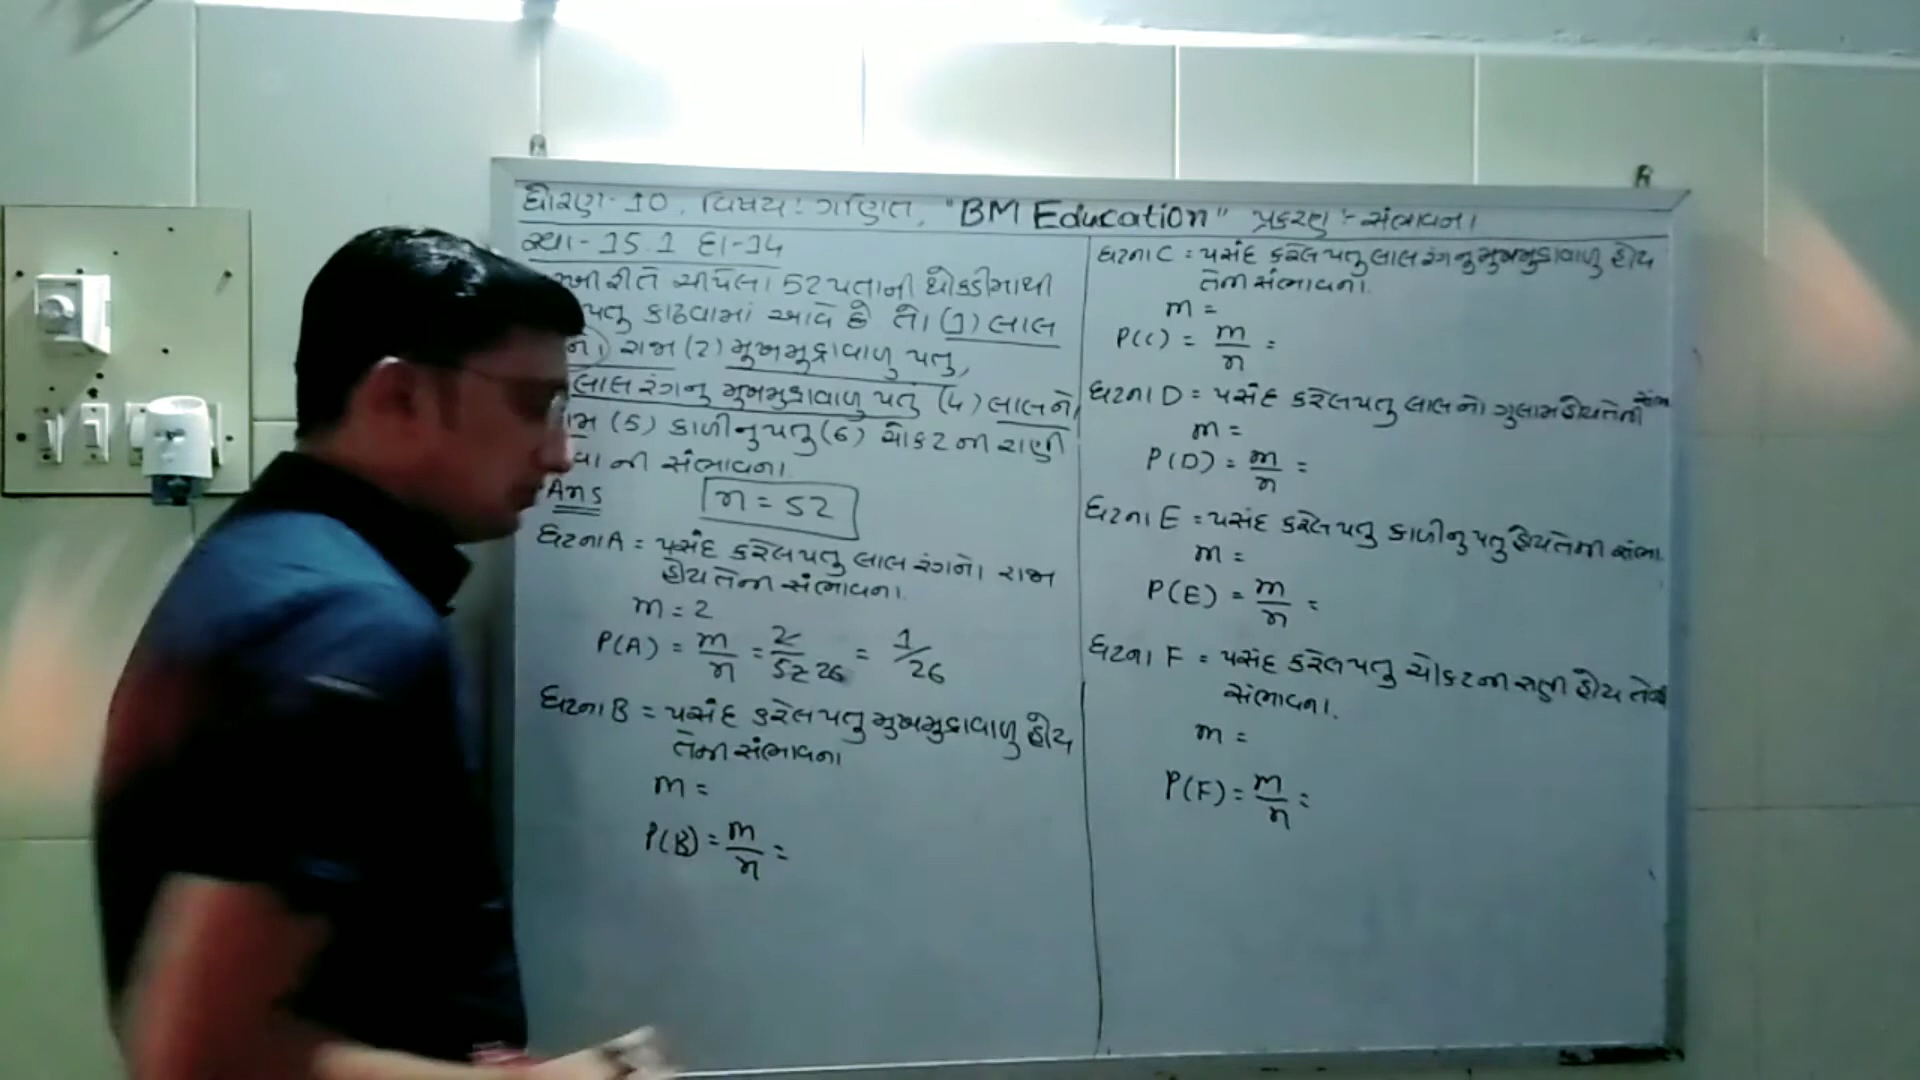 ધોરણ-10, વિષય: ગણિત, "BM Education" પ્રકરણ:- સંભાવના
સ્વા-15.1 દા-14
રીતે ચીપેલા 52 પતાની થોકડીમાથી
પતુ કાઢવામાં આવે છે તો (1) લાલ
નો રાજા (2) મુખમુદ્રાવાળુ પતુ,
લાલ રંગનુ મુખમુદ્રાવાળુ પતુ (4) લાલનો
(5) કાળીનુ પતુ (6) ચોકટની રાણી
ની સંભાવના.
Ans n = 52
ઘટના A = પસંદ કરેલ પતુ લાલ રંગનો રાજા
હોય તેની સંભાવના.
m = 2
P(A) = m/n = 2/52 26 = 1/26
ઘટના B = પસંદ કરેલ પતુ મુખમુદ્રાવાળુ હોય
તેની સંભાવના
m =
P(B) = m/n =
ઘટના C = પસંદ કરેલ પતુ લાલ રંગનુ મુખમુદ્રાવાળુ હોય
તેની સંભાવના.
m =
P(C) = m/n =
ઘટના D = પસંદ કરેલ પતુ લાલનો ગુલામ હોય તેની
m =
P(D) = m/n =
ઘટના E = પસંદ કરેલ પતુ કાળીનુ પતુ હોય તેની સંભા.
m =
P(E) = m/n =
ઘટના F = પસંદ કરેલ પતુ ચોકટની રાણી હોય તેની
સંભાવના.
m =
P(F) = m/n =